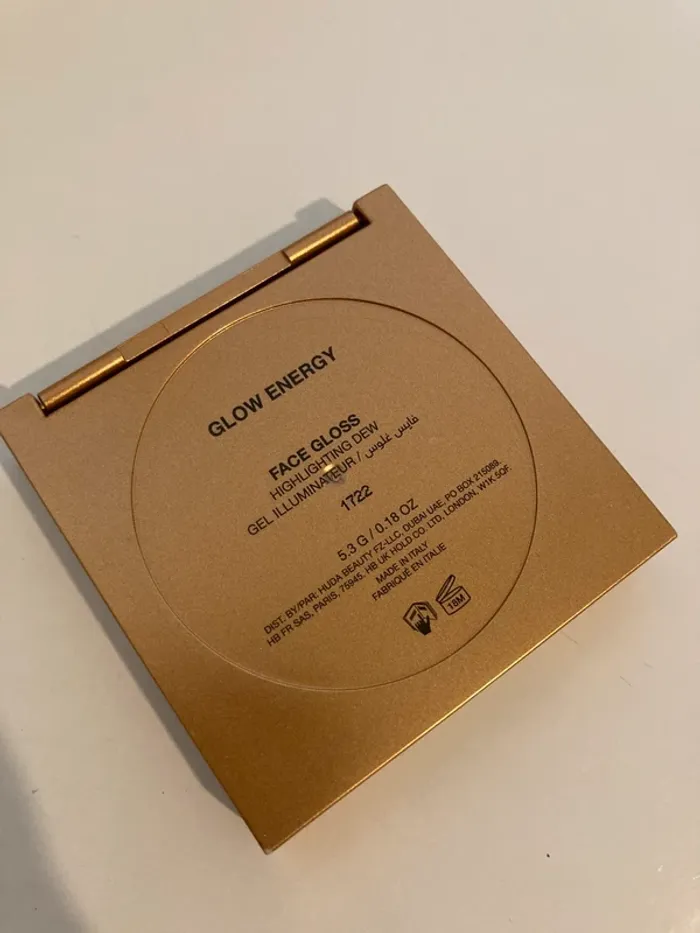 GLOW ENERGY
FACE GLOSS
HIGHLIGHTING DEW
GEL ILLUMINATEUR / فايس غلوس
1722
5.3 G / 0.18 OZ
DIST. BY/PAR: HUDA BEAUTY FZ-LLC, DUBAI UAE, PO BOX 215089.
HB FR SAS, PARIS, 75945. HB UK HOLD CO. LTD, LONDON, W1K 5QF.
MADE IN ITALY
FABRIQUÉ EN ITALIE
18M